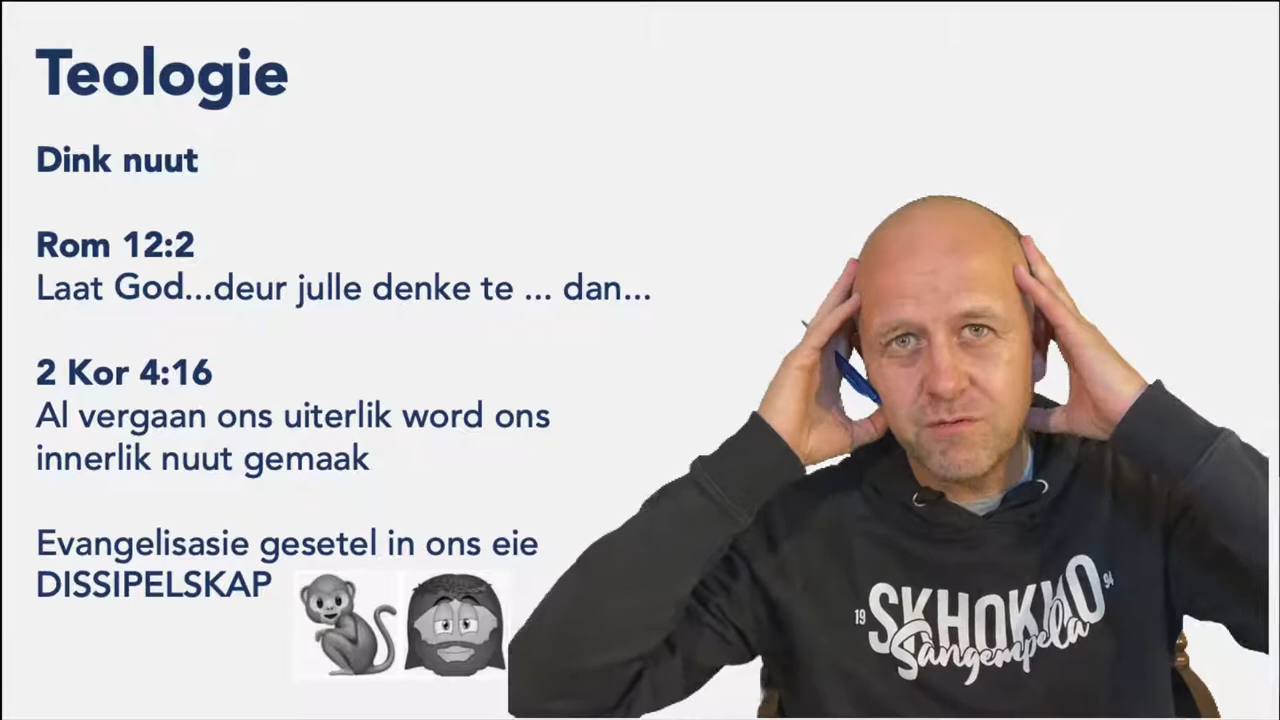 Teologie
Dink nuut
Rom 12:2
Laat God...deur julle denke te ... dan...
2 Kor 4:16
Al vergaan ons uiterlik word ons
innerlik nuut gemaak
Evangelisasie gesetel in ons eie
DISSIPELSKAP
19 SKHOKHO 94
Sangempela